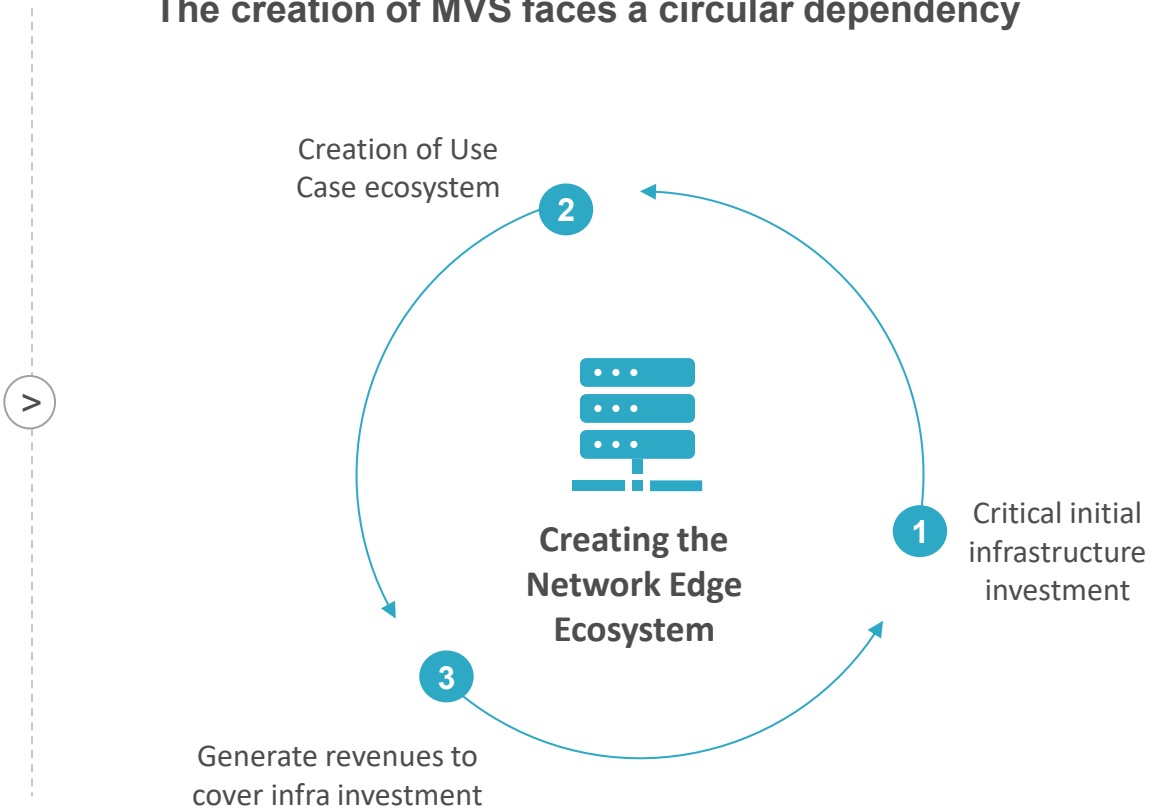 The creation of MVS faces a circular dependency
Creation of Use
Case ecosystem
2
>
Creating the
Network Edge
Ecosystem
1
Critical initial
infrastructure
investment
3
Generate revenues to
cover infra investment